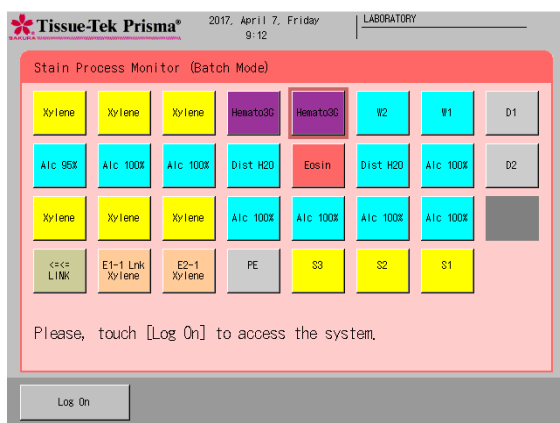 Tissue-Tek Prisma®
2017, April 7, Friday
9:12
LABORATORY
SAKURA
Stain Process Monitor (Batch Mode)
Xylene Xylene Xylene Hemato3G Hemato3G W2 W1 D1
Alc 95% Alc 100% Alc 100% Dist H2O Eosin Dist H2O Alc 100% D2
Xylene Xylene Xylene Alc 100% Alc 100% Alc 100% Alc 100%
<=<= LINK E1-1 Lnk Xylene E2-1 Xylene PE S3 S2 S1
Please, touch [Log On] to access the system.
Log On